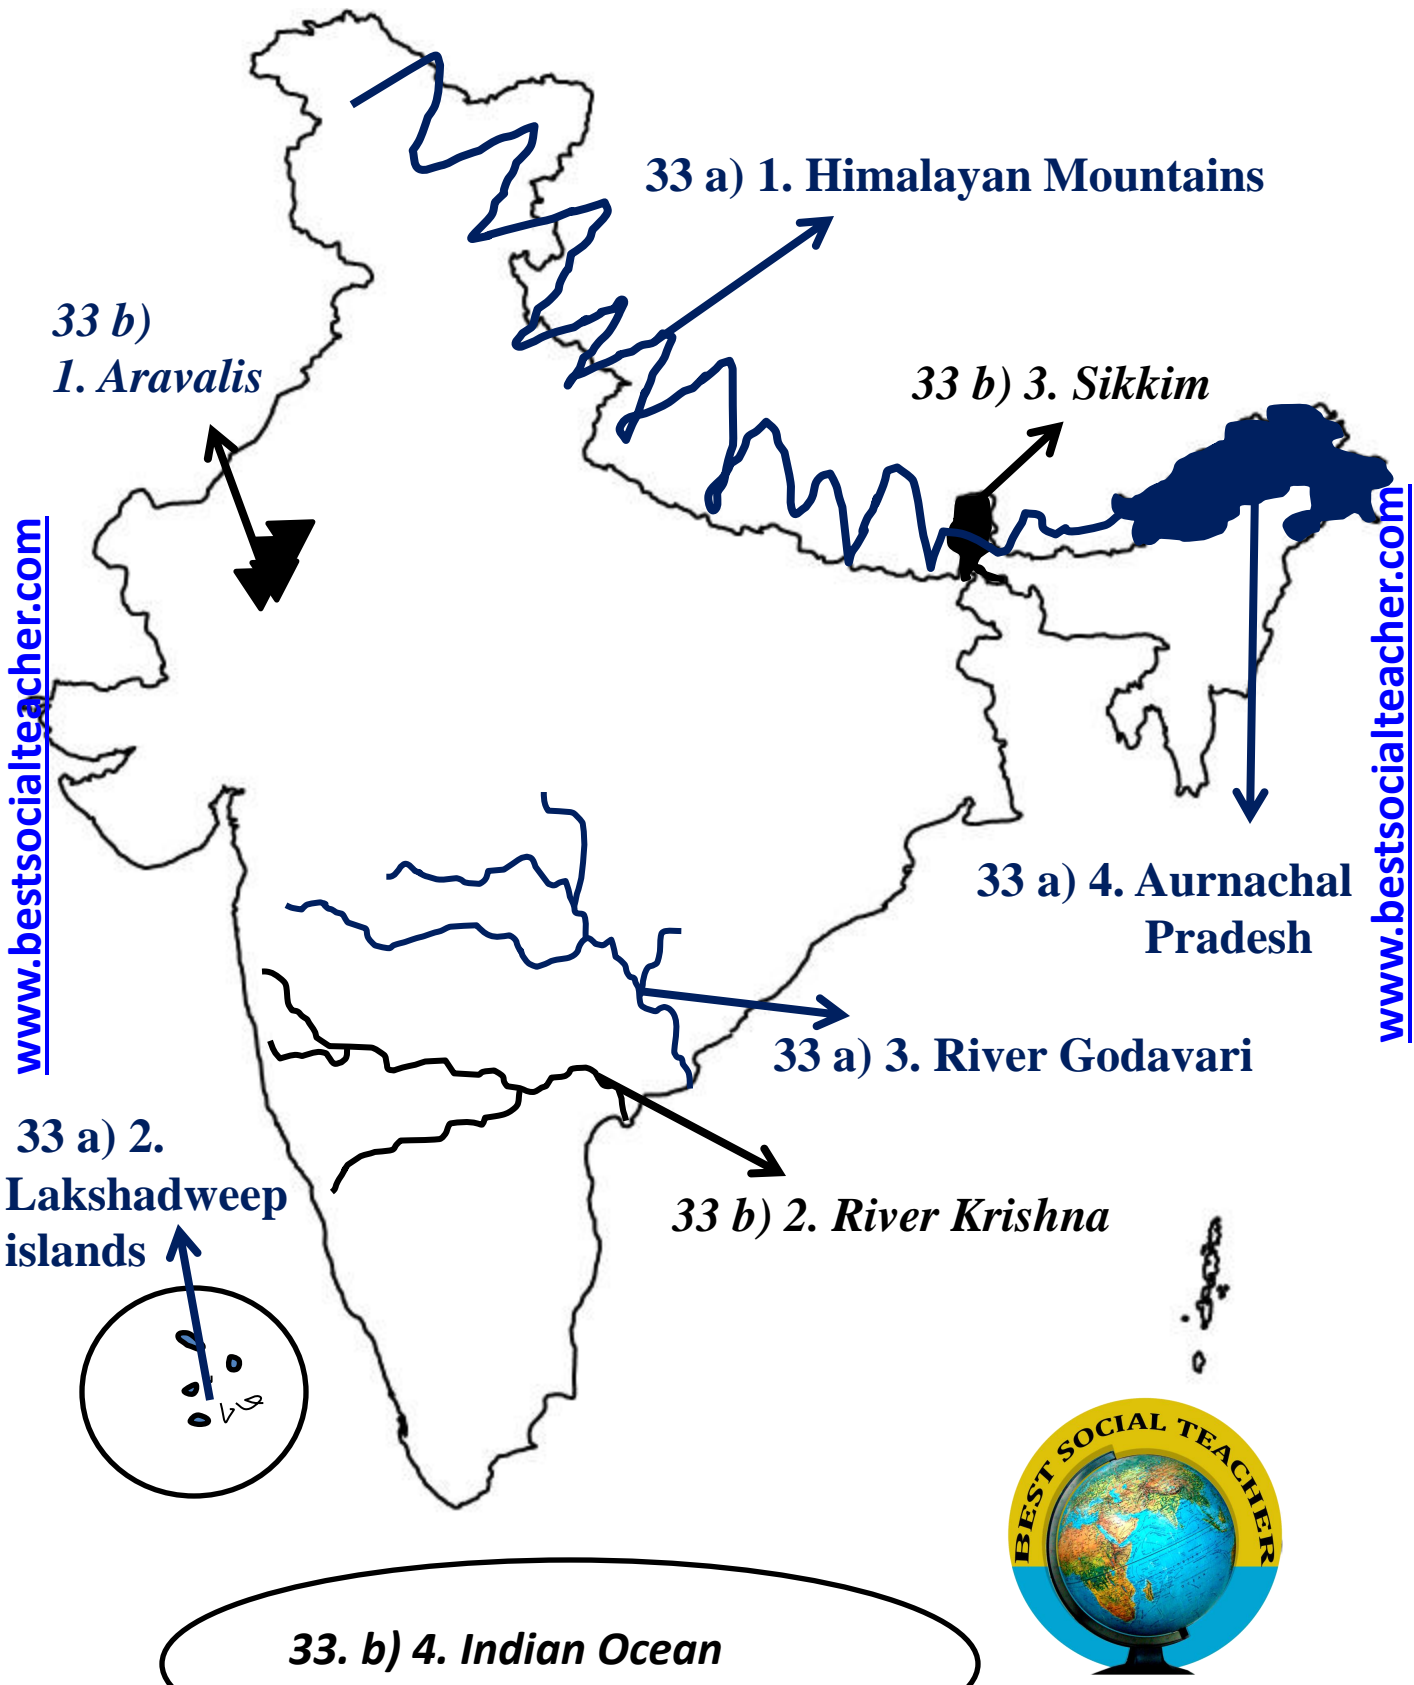 33 a) 1. Himalayan Mountains
33 b)
1. Aravalis
33 b) 3. Sikkim
www.bestsocialteacher.com
www.bestsocialteacher.com
33 a) 4. Aurnachal
Pradesh
33 a) 3. River Godavari
33 a) 2.
Lakshadweep
islands
33 b) 2. River Krishna
BEST SOCIAL TEACHER
33. b) 4. Indian Ocean